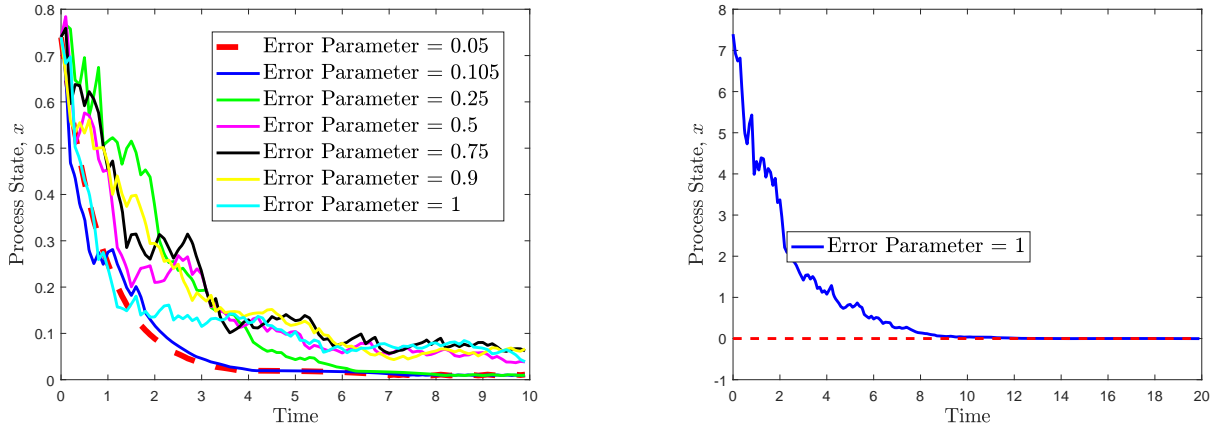 0.8
0.7
0.6
0.5
0.4
0.3
0.2
0.1
0
Process State, x
Error Parameter = 0.05
Error Parameter = 0.105
Error Parameter = 0.25
Error Parameter = 0.5
Error Parameter = 0.75
Error Parameter = 0.9
Error Parameter = 1
0 1 2 3 4 5 6 7 8 9 10
Time
8
7
6
5
4
3
2
1
0
-1
Process State, x
Error Parameter = 1
0 2 4 6 8 10 12 14 16 18 20
Time